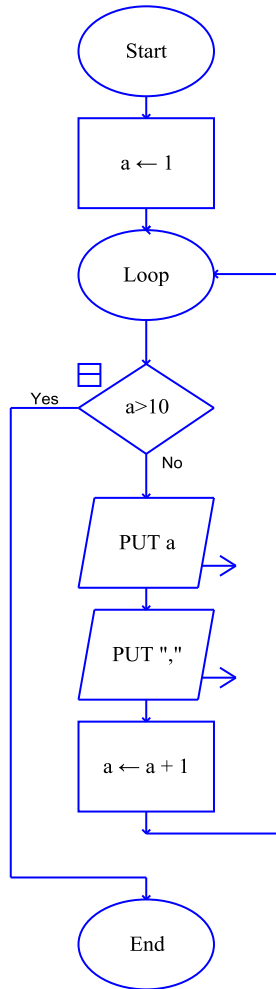 Start
a ← 1
Loop
a>10
Yes
No
PUT a
PUT ","
a ← a + 1
End